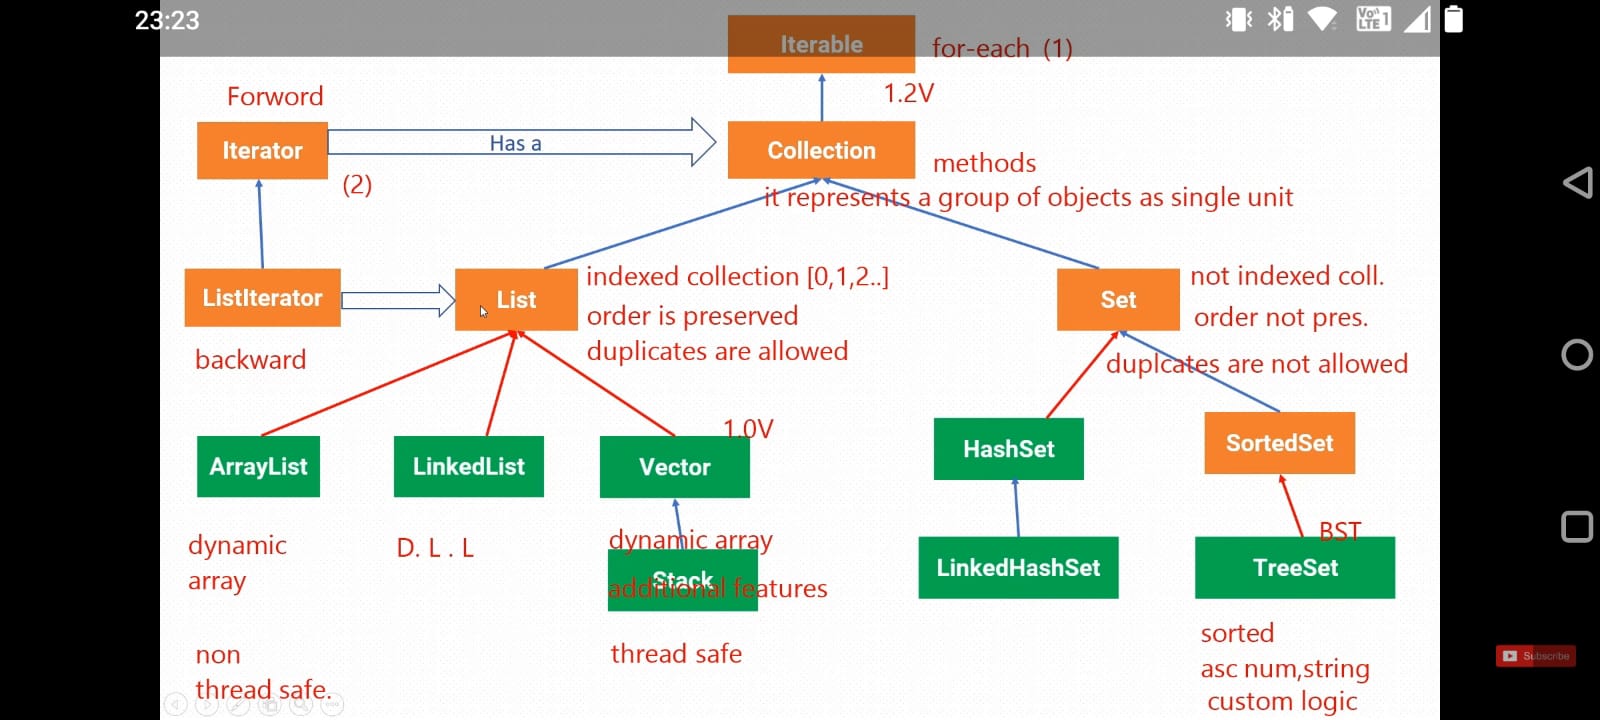 23:23
Vo)) LTE 1
Iterable
for-each (1)
1.2V
Forword
Iterator
Has a
Collection
(2)
methods
it represents a group of objects as single unit
ListIterator
List
indexed collection [0,1,2..]
order is preserved
duplicates are allowed
Set
not indexed coll.
order not pres.
duplcates are not allowed
backward
1.0V
ArrayList
LinkedList
Vector
HashSet
SortedSet
dynamic
array
D. L . L
dynamic array
Stack
additional features
BST
LinkedHashSet
TreeSet
non
thread safe.
thread safe
sorted
asc num,string
custom logic
Subscribe